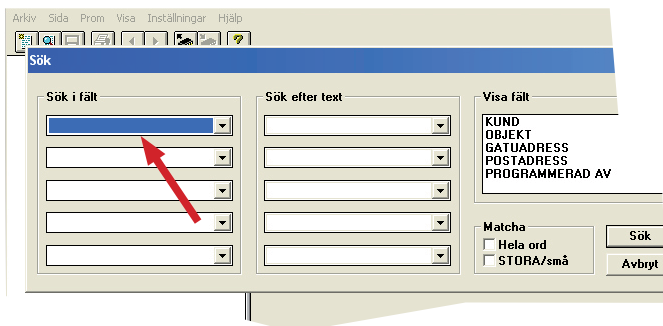 Arkiv Sida Prom Visa Inställningar Hjälp
?
Sök
Sök i fält
Sök efter text
Visa fält
KUND
OBJEKT
GATUADRESS
POSTADRESS
PROGRAMMERAD AV
Matcha
Hela ord
STORA/små
Sök
Avbryt